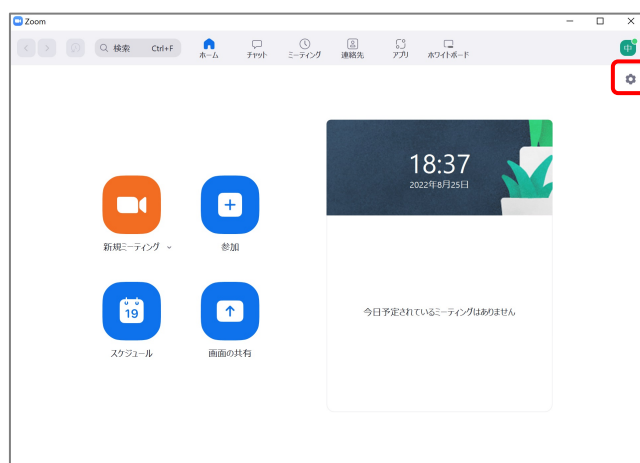 Zoom
検索 Ctrl+F
ホーム
チャット
ミーティング
連絡先
アプリ
ホワイトボード
中
18:37
2022年8月25日
新規ミーティング
参加
19
スケジュール
画面の共有
今日予定されているミーティングはありません